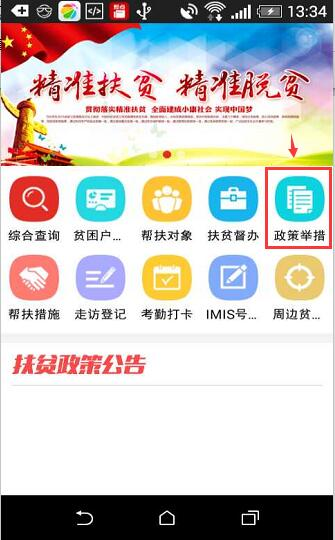 13:34
精准扶贫 精准脱贫
贯彻落实精准扶贫 全面建成小康社会 实现中国梦
综合查询 贫困户... 帮扶对象 扶贫督办 政策举措
帮扶措施 走访登记 考勤打卡 IMIS号... 周边贫...
扶贫政策公告